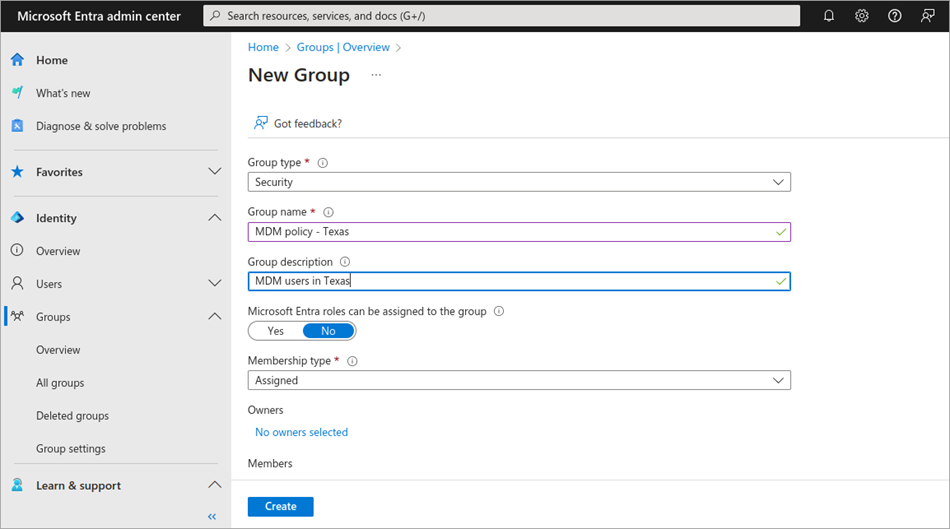 Microsoft Entra admin center
Search resources, services, and docs (G+/)
Home
What's new
Diagnose & solve problems
Favorites
Identity
Overview
Users
Groups
Overview
All groups
Deleted groups
Group settings
Learn & support
Home > Groups | Overview >
New Group ...
Got feedback?
Group type *
Security
Group name *
MDM policy - Texas
Group description
MDM users in Texas
Microsoft Entra roles can be assigned to the group
Yes No
Membership type *
Assigned
Owners
No owners selected
Members
Create